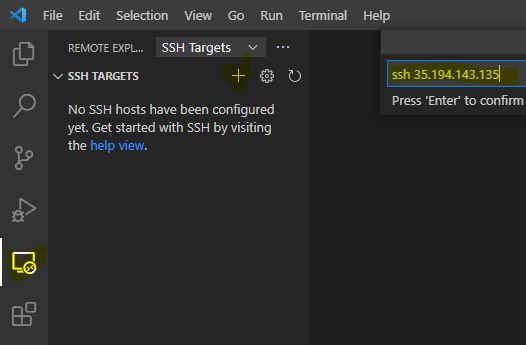 File Edit Selection View Go Run Terminal Help
REMOTE EXPL... SSH Targets ...
ssh 35.194.143.135
Press 'Enter' to confirm
SSH TARGETS
No SSH hosts have been configured
yet. Get started with SSH by visiting
the help view.